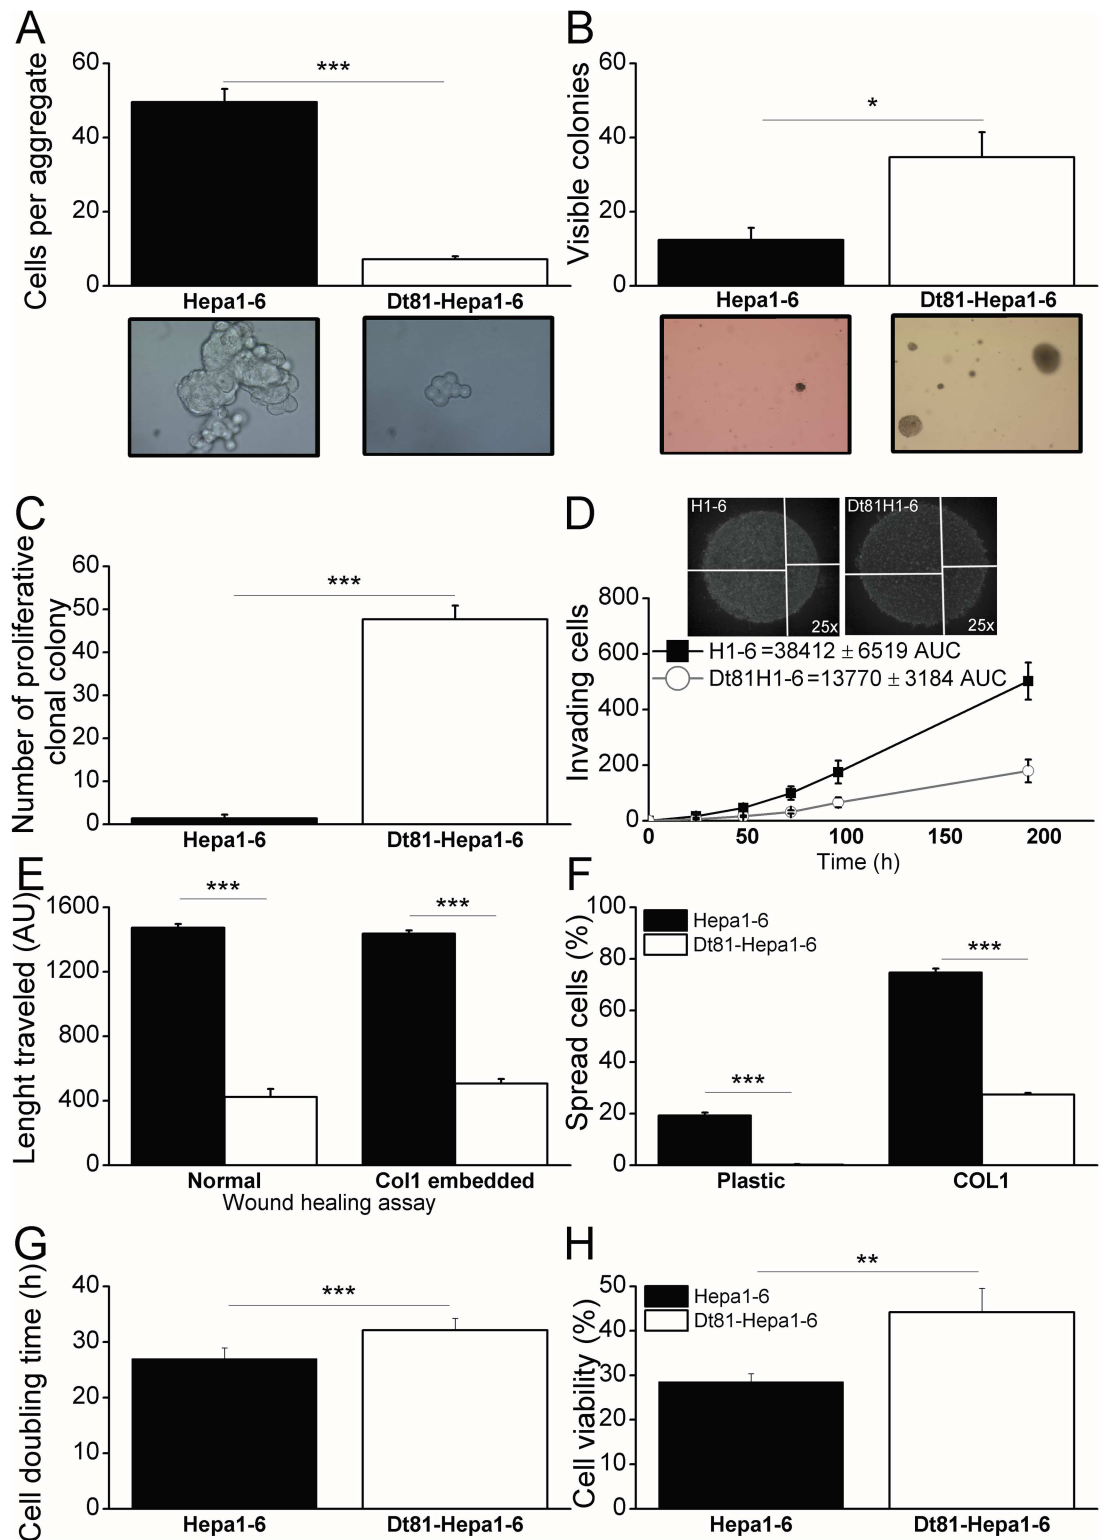 A
Cells per aggregate
60
40
20
0
***
Hepa1-6
Dt81-Hepa1-6
B
Visible colonies
60
40
20
0
*
Hepa1-6
Dt81-Hepa1-6
C
Number of proliferative
clonal colony
60
50
40
30
20
10
0
***
Hepa1-6
Dt81-Hepa1-6
D
H1-6
25x
Dt81H1-6
25x
Invading cells
800
600
400
200
0
H1-6 =38412 ± 6519 AUC
Dt81H1-6 =13770 ± 3184 AUC
0
50
100
150
200
Time (h)
E
Lenght traveled (AU)
1600
1200
800
400
0
***
***
Normal
Col1 embedded
Wound healing assay
F
Spread cells (%)
100
80
60
40
20
0
Hepa1-6
Dt81-Hepa1-6
***
***
Plastic
COL1
G
Cell doubling time (h)
40
30
20
10
0
***
Hepa1-6
Dt81-Hepa1-6
H
Cell viability (%)
50
40
30
20
10
0
Hepa1-6
Dt81-Hepa1-6
**
Hepa1-6
Dt81-Hepa1-6